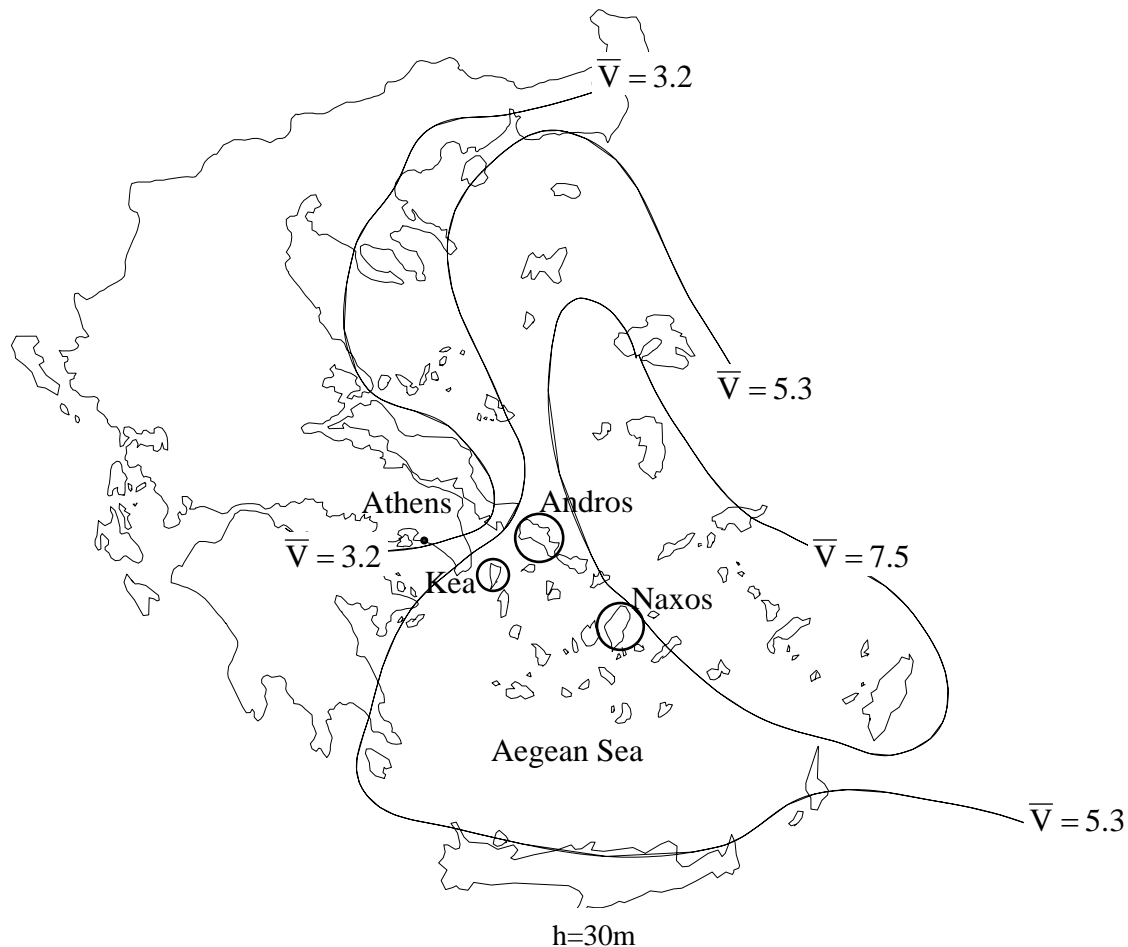 V̅ = 3.2
V̅ = 5.3
Athens
Andros
V̅ = 3.2
V̅ = 7.5
Kea
Naxos
Aegean Sea
V̅ = 5.3
h=30m